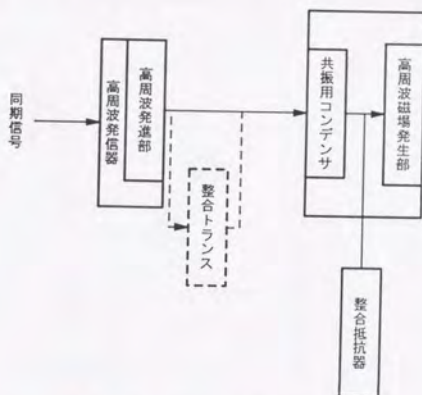 同期信号
高周波発信器
高周波発進部
整合トランス
共振用コンデンサ
高周波磁場発生部
整合抵抗器